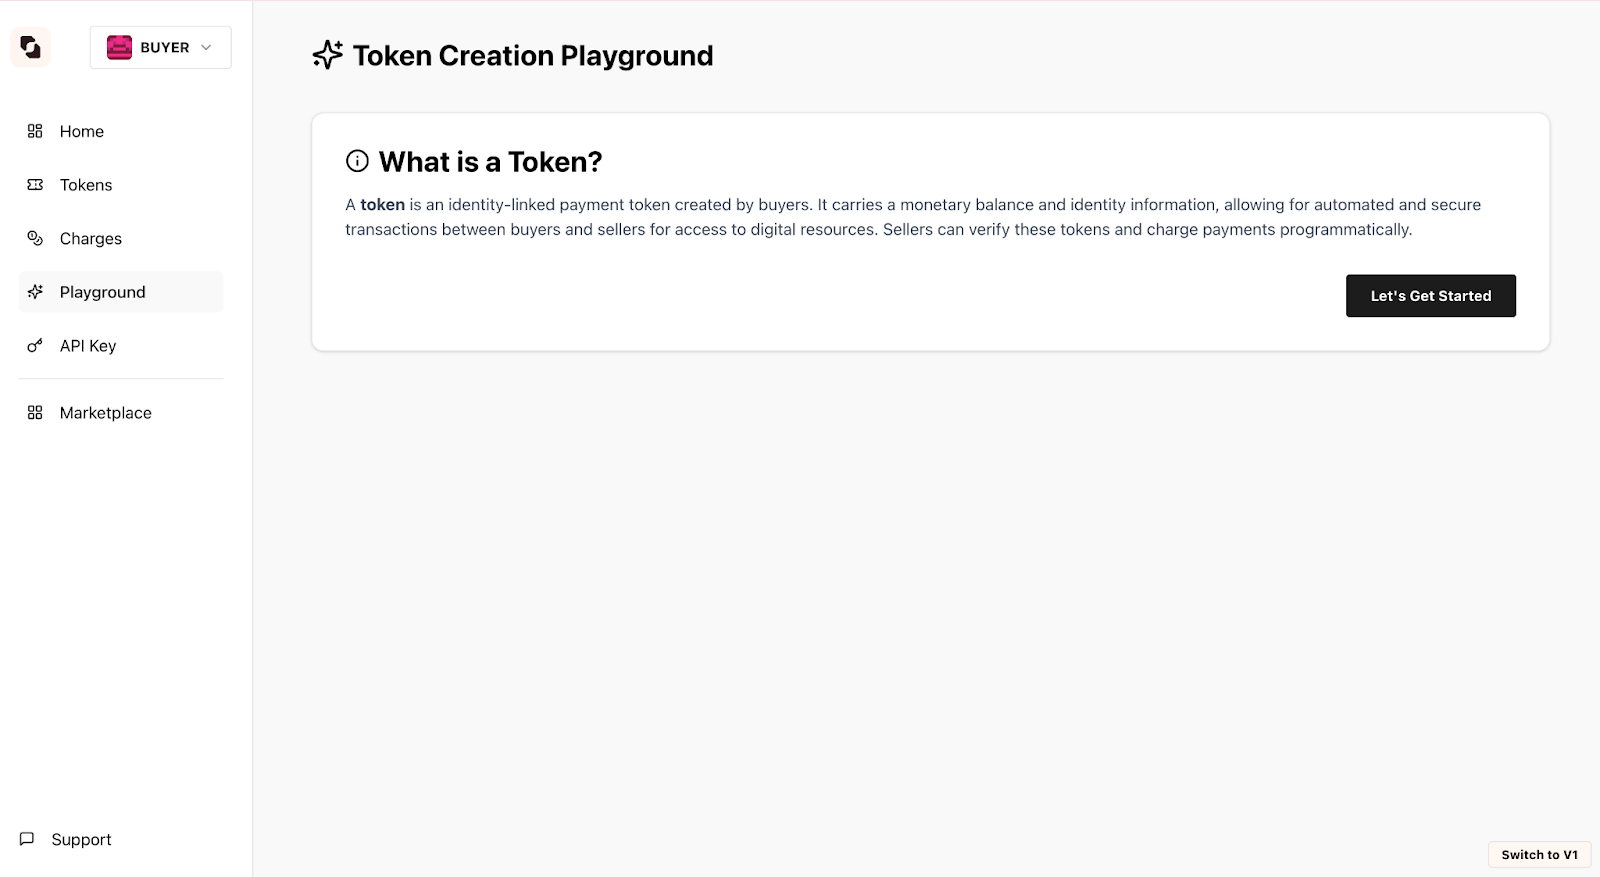 BUYER
Home
Tokens
Charges
Playground
API Key
Marketplace
Support
Token Creation Playground
What is a Token?
A token is an identity-linked payment token created by buyers. It carries a monetary balance and identity information, allowing for automated and secure
transactions between buyers and sellers for access to digital resources. Sellers can verify these tokens and charge payments programmatically.
Let's Get Started
Switch to V1